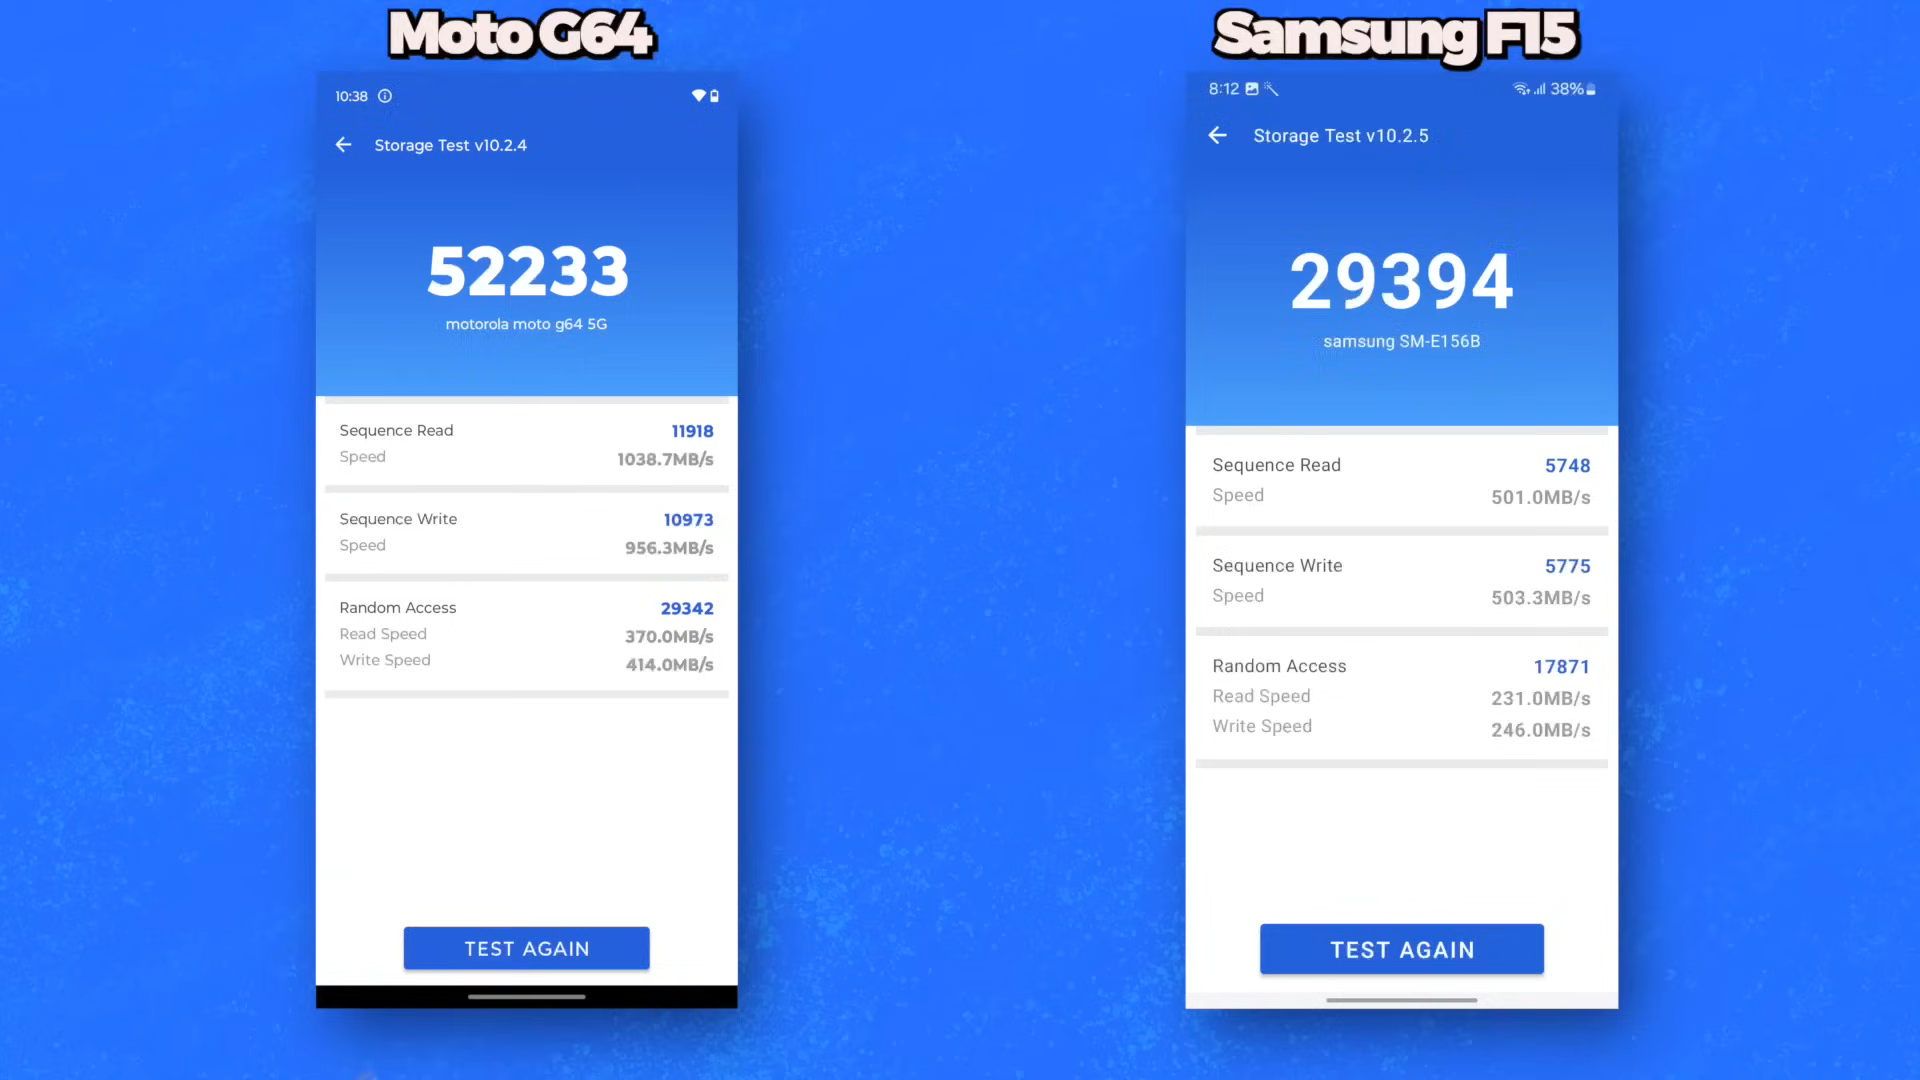 Moto G64
10:38
Storage Test v10.2.4
52233
motorola moto g64 5G
Sequence Read 11918
Speed 1038.7MB/s
Sequence Write 10973
Speed 956.3MB/s
Random Access 29342
Read Speed 370.0MB/s
Write Speed 414.0MB/s
TEST AGAIN
Samsung F15
8:12 38%
Storage Test v10.2.5
29394
samsung SM-E156B
Sequence Read 5748
Speed 501.0MB/s
Sequence Write 5775
Speed 503.3MB/s
Random Access 17871
Read Speed 231.0MB/s
Write Speed 246.0MB/s
TEST AGAIN